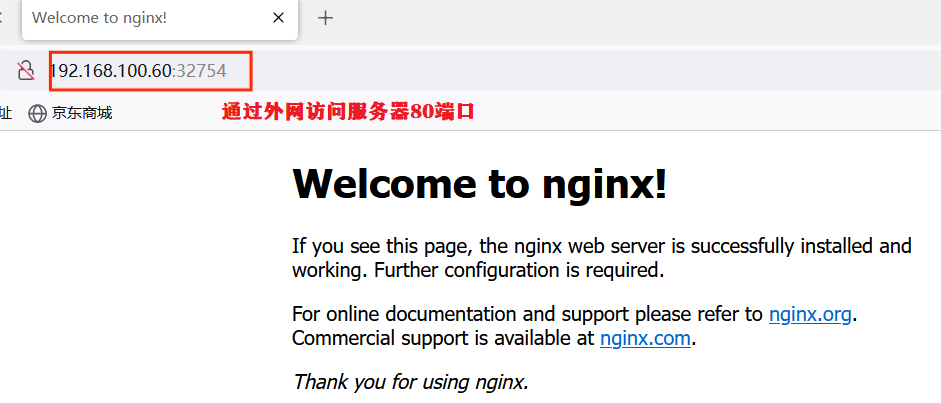 Welcome to nginx!
192.168.100.60:32754
址 京东商城
通过外网访问服务器80端口
Welcome to nginx!
If you see this page, the nginx web server is successfully installed and
working. Further configuration is required.
For online documentation and support please refer to nginx.org.
Commercial support is available at nginx.com.
Thank you for using nginx.